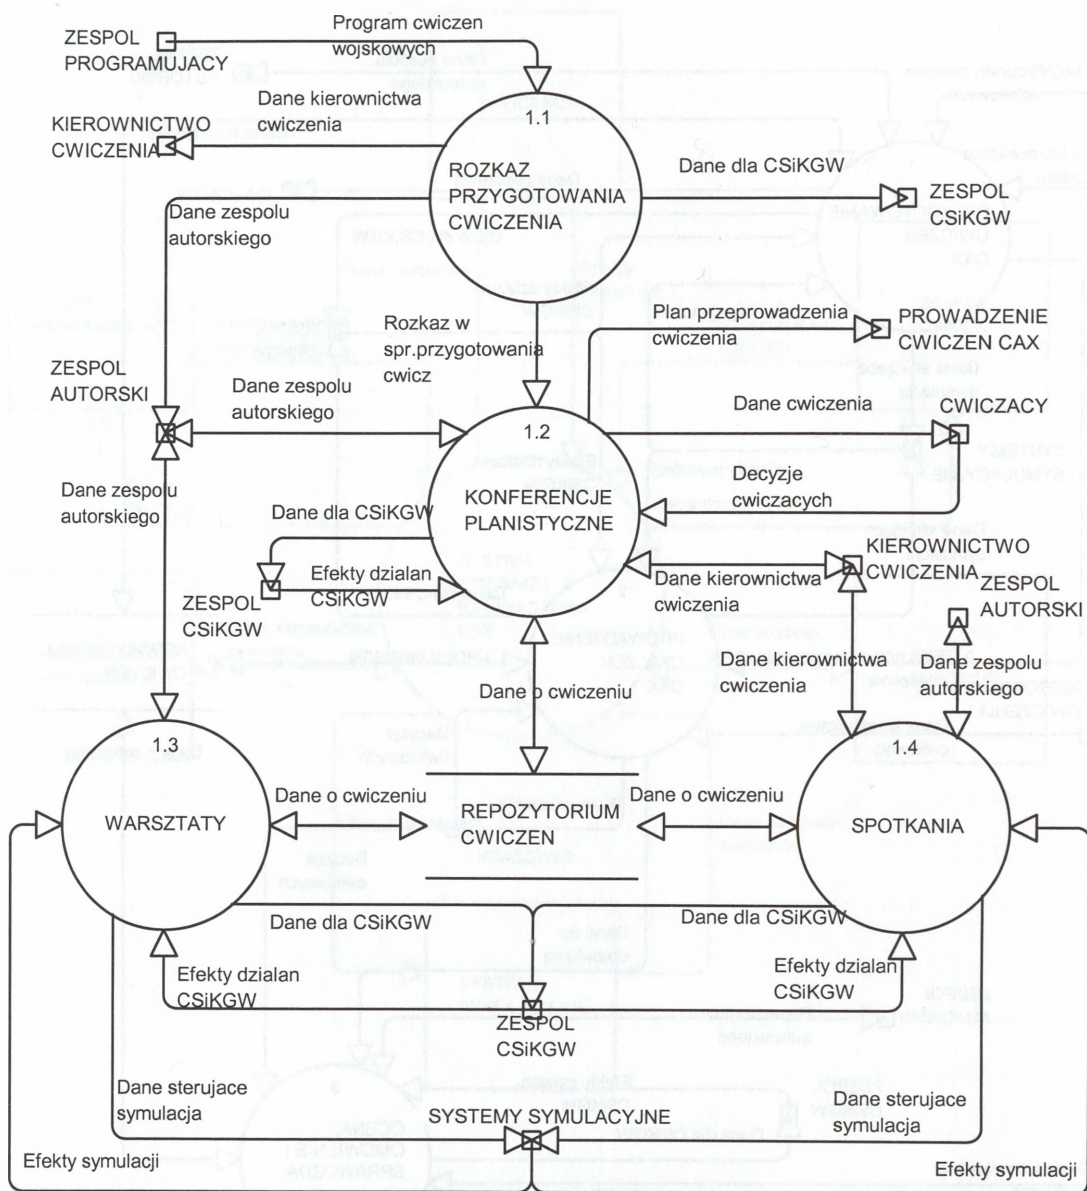 ZESPOL
PROGRAMUJACY
Program cwiczen
wojskowych
KIEROWNICTWO
CWICZENIA
Dane kierownictwa
cwiczenia
1.1
ROZKAZ
PRZYGOTOWANIA
CWICZENIA
Dane dla CSiKGW
ZESPOL
CSiKGW
Dane zespolu
autorskiego
Rozkaz w
spr.przygotowania
cwicz
Plan przeprowadzenia
cwiczenia
PROWADZENIE
CWICZEN CAX
ZESPOL
AUTORSKI
Dane zespolu
autorskiego
Dane cwiczenia
CWICZACY
1.2
KONFERENCJE
PLANISTYCZNE
Decyzje
cwiczacych
Dane zespolu
autorskiego
Dane dla CSiKGW
Efekty dzialan
CSiKGW
ZESPOL
CSiKGW
KIEROWNICTWO
CWICZENIA
Dane kierownictwa
cwiczenia
ZESPOL
AUTORSKI
Dane o cwiczeniu
Dane kierownictwa
cwiczenia
Dane zespolu
autorskiego
1.3
WARSZTATY
Dane o cwiczeniu
REPOZYTORIUM
CWICZEN
Dane o cwiczeniu
1.4
SPOTKANIA
Dane dla CSiKGW
Dane dla CSiKGW
Efekty dzialan
CSiKGW
Efekty dzialan
CSiKGW
ZESPOL
CSiKGW
Dane sterujace
symulacja
SYSTEMY SYMULACYJNE
Dane sterujace
symulacja
Efekty symulacji
Efekty symulacji